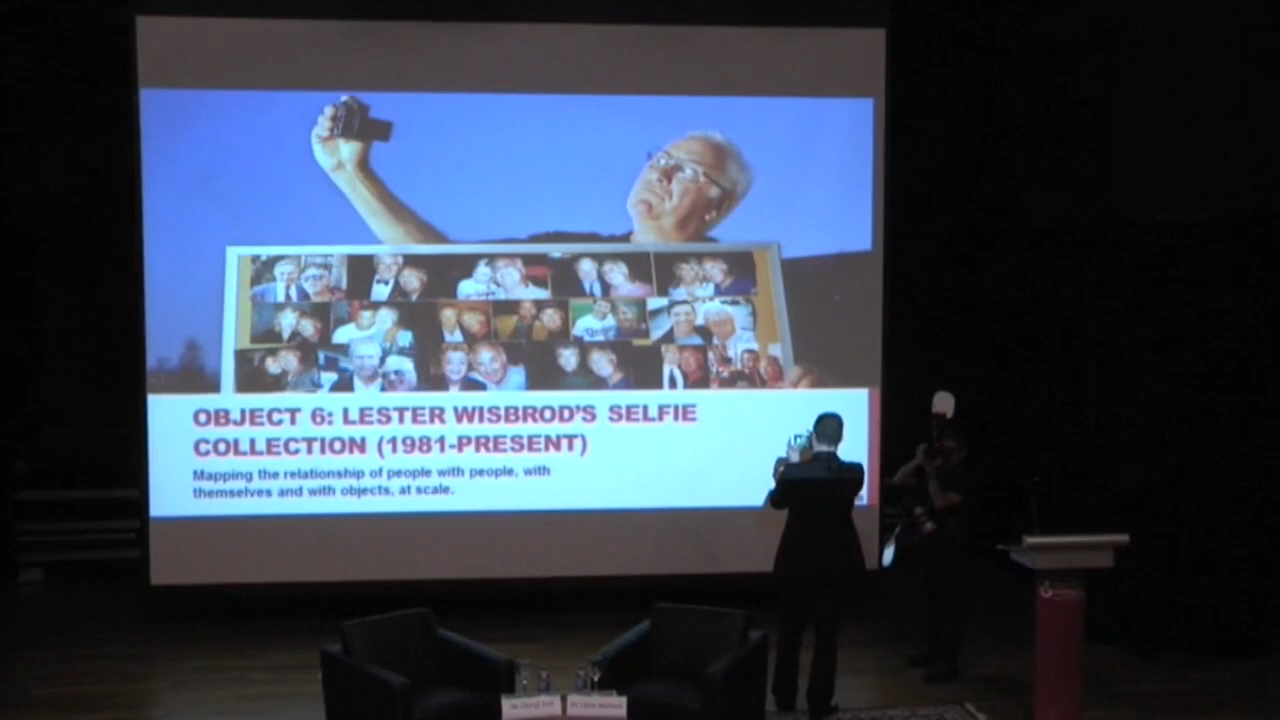 OBJECT 6: LESTER WISBROD'S SELFIE
COLLECTION (1981-PRESENT)
Mapping the relationship of people with people, with
themselves and with objects, at scale.